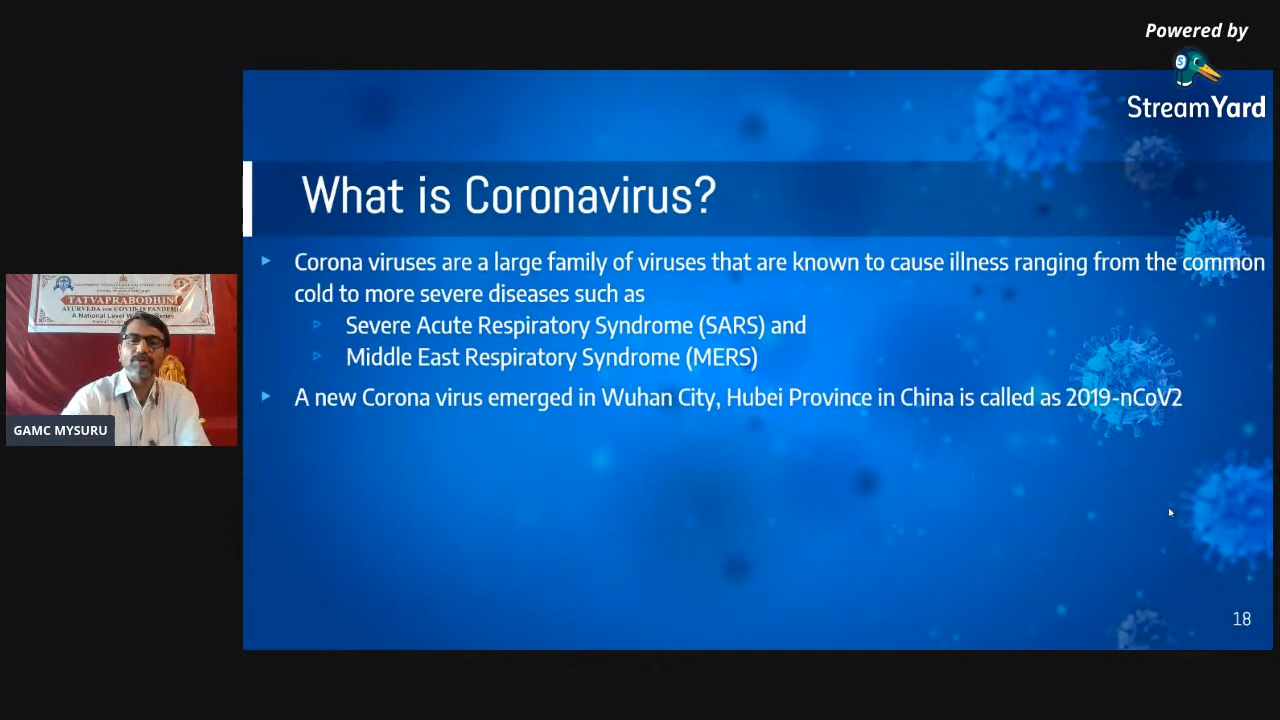 Powered by
StreamYard
What is Coronavirus?
Corona viruses are a large family of viruses that are known to cause illness ranging from the common
cold to more severe diseases such as
Severe Acute Respiratory Syndrome (SARS) and
Middle East Respiratory Syndrome (MERS)
A new Corona virus emerged in Wuhan City, Hubei Province in China is called as 2019-nCoV2
TATVAPRABODHINI
AYURVEDA for COVID-19 PANDEMIC
A National Level
Series
GAMC MYSURU
18